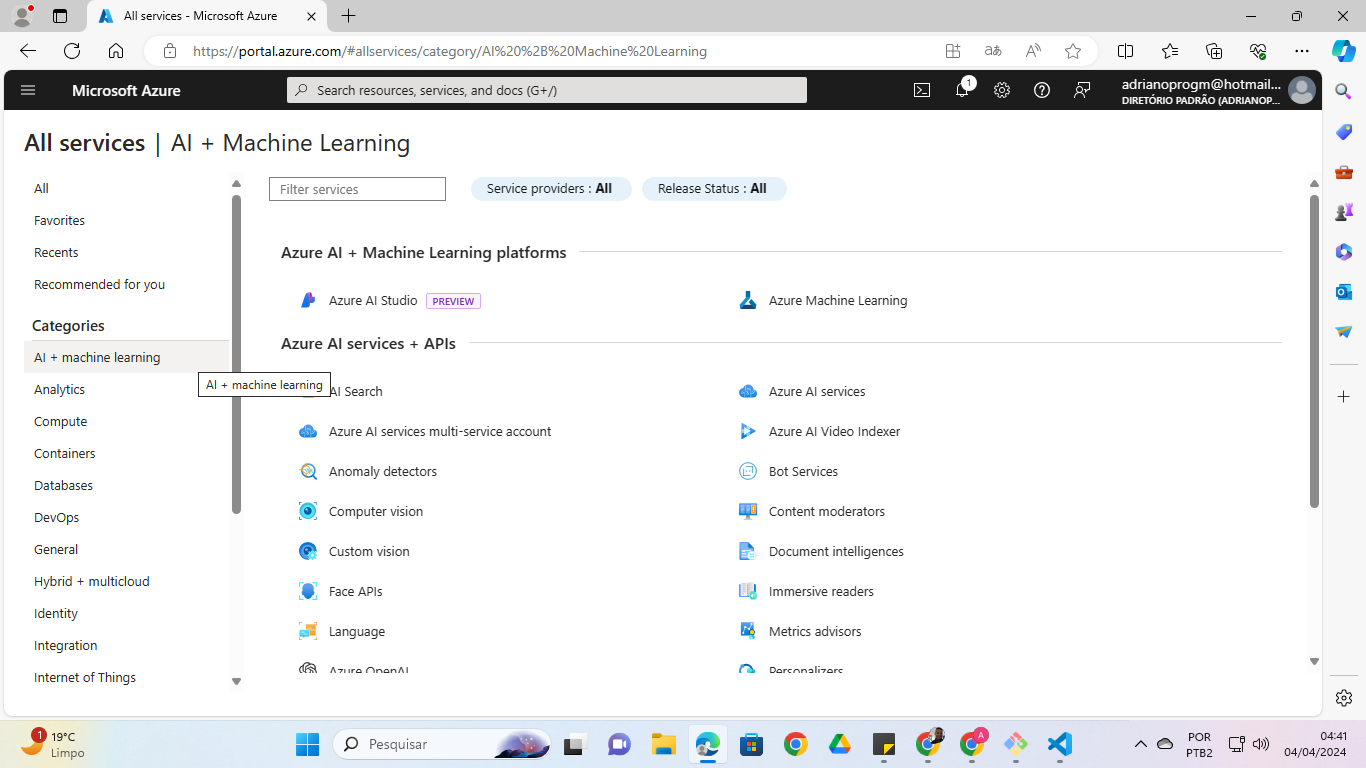 All services - Microsoft Azure
https://portal.azure.com/#allservices/category/AI%20%2B%20Machine%20Learning
Microsoft Azure
Search resources, services, and docs (G+/)
1
adrianoprogm@hotmail...
DIRETÓRIO PADRÃO (ADRIANOP...
All services | AI + Machine Learning
All
Favorites
Recents
Recommended for you
Categories
AI + machine learning
AI + machine learning
Analytics
Compute
Containers
Databases
DevOps
General
Hybrid + multicloud
Identity
Integration
Internet of Things
Filter services
Service providers : All
Release Status : All
Azure AI + Machine Learning platforms
Azure AI Studio PREVIEW
Azure Machine Learning
Azure AI services + APIs
AI Search
Azure AI services
Azure AI services multi-service account
Azure AI Video Indexer
Anomaly detectors
Bot Services
Computer vision
Content moderators
Custom vision
Document intelligences
Face APIs
Immersive readers
Language
Metrics advisors
Azure OpenAI
Personalizers
1
19°C
Limpo
Pesquisar
A
POR
PTB2
04:41
04/04/2024